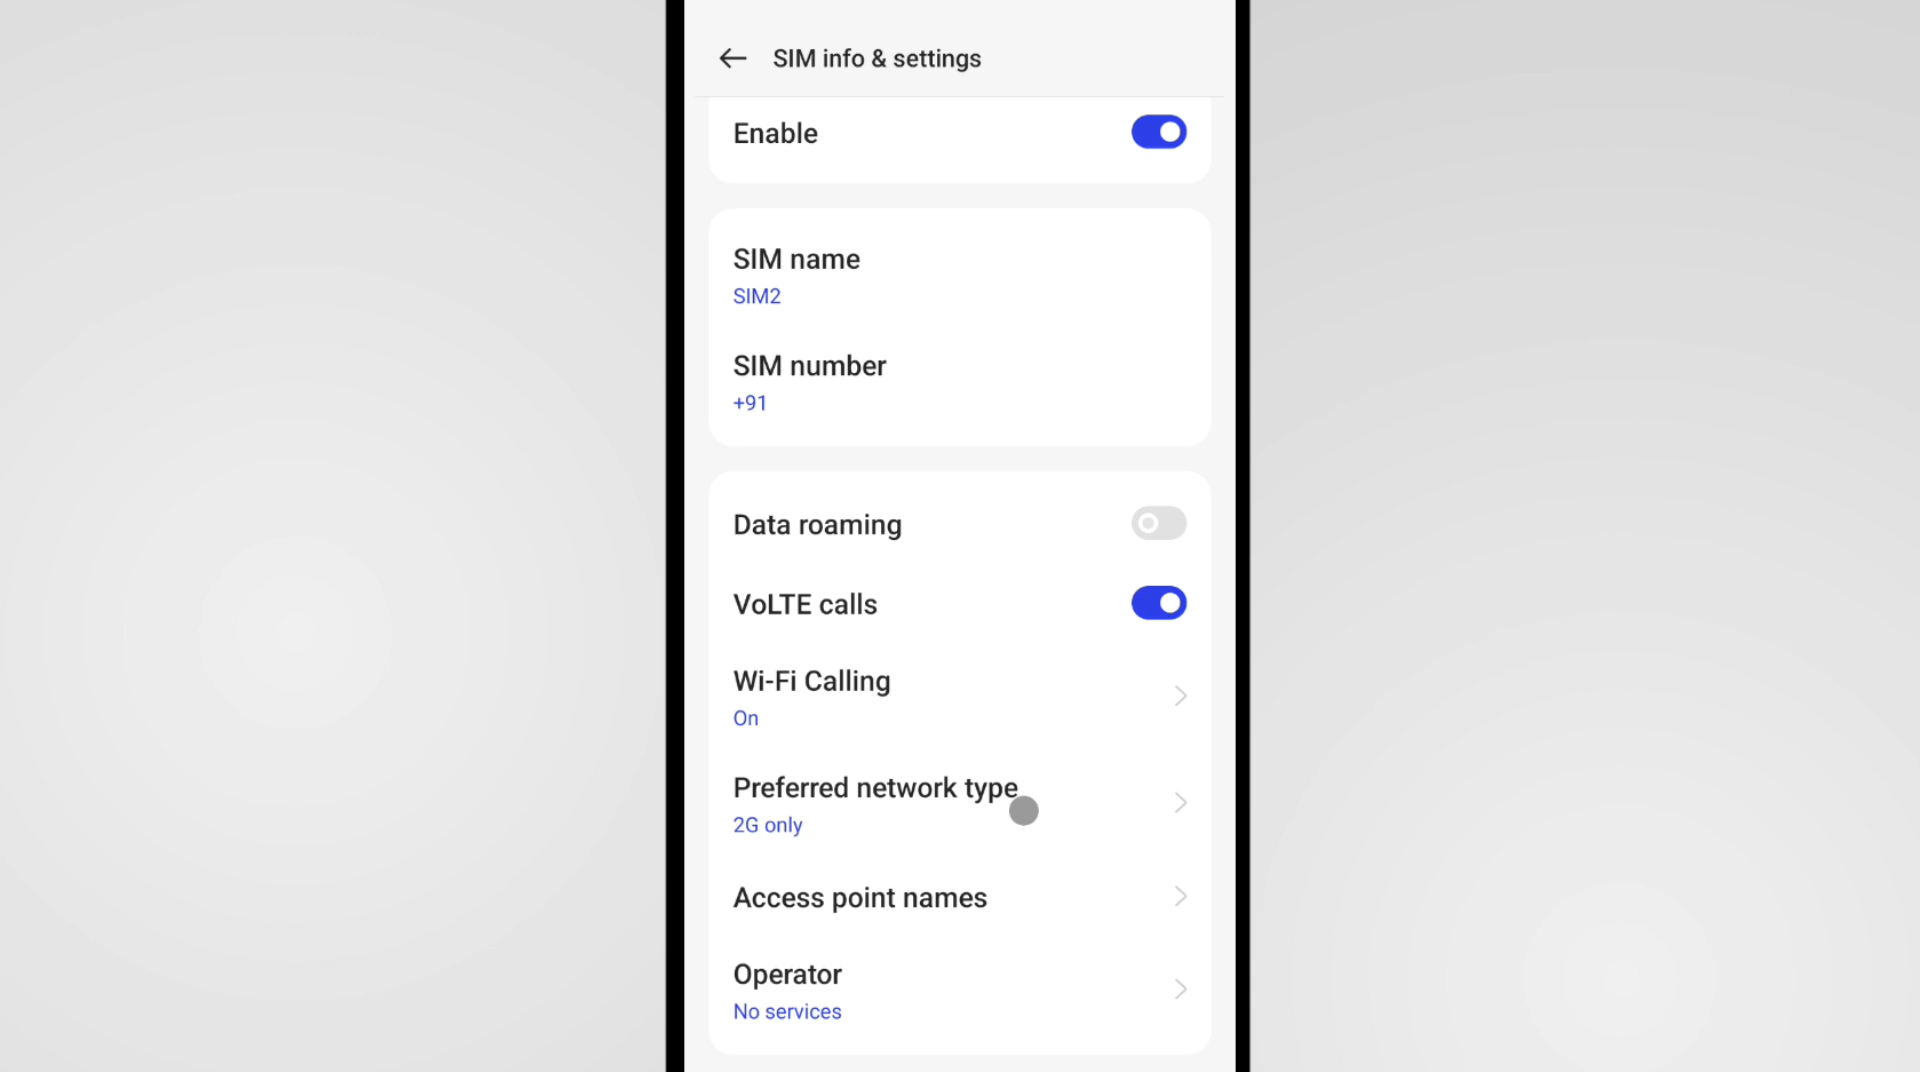 SIM info & settings
Enable
SIM name
SIM2
SIM number
+91
Data roaming
VoLTE calls
Wi-Fi Calling
On
Preferred network type
2G only
Access point names
Operator
No services